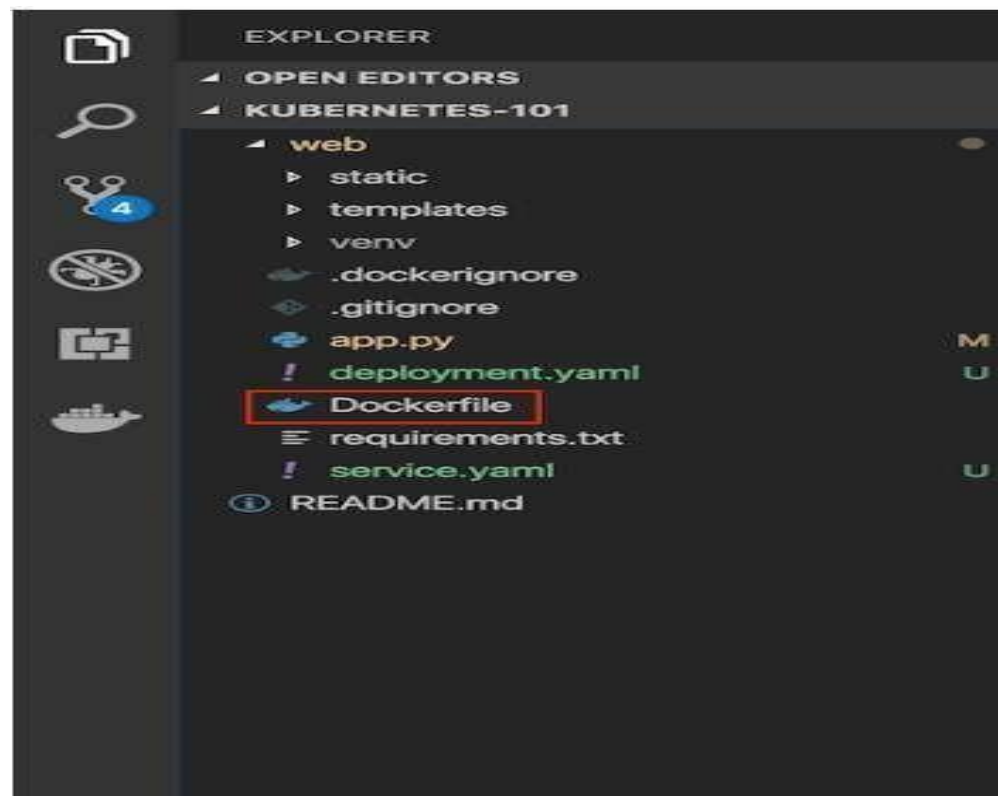 EXPLORER
OPEN EDITORS
KUBERNETES-101
web
static
templates
4
venv
.dockerignore
.gitignore
app.py M
deployment.yaml U
Dockerfile
requirements.txt
service.yaml U
README.md